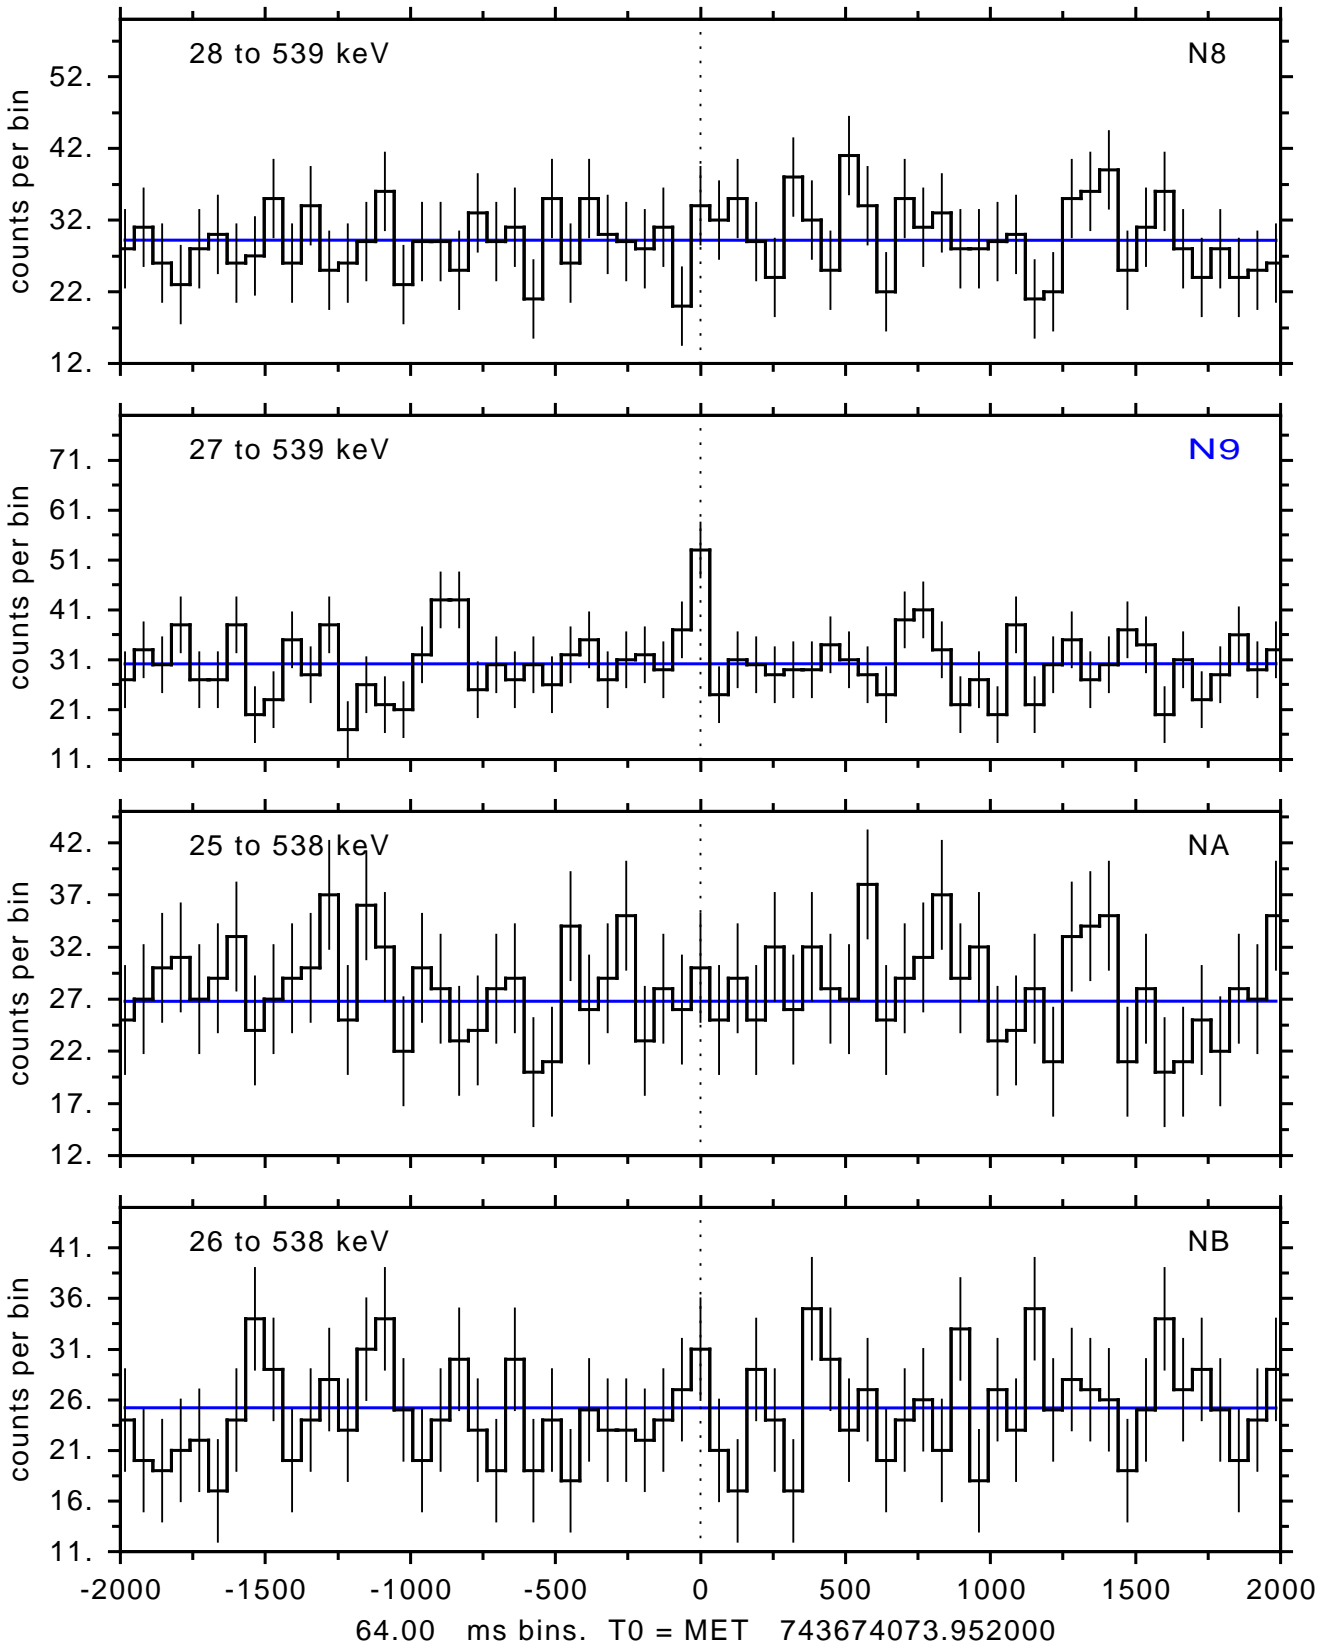 28 to 539 keV N8
counts per bin
52.
42.
32.
22.
12.
27 to 539 keV N9
counts per bin
71.
61.
51.
41.
31.
21.
11.
25 to 538 keV NA
counts per bin
42.
37.
32.
27.
22.
17.
12.
26 to 538 keV NB
counts per bin
41.
36.
31.
26.
21.
16.
11.
-2000 -1500 -1000 -500 0 500 1000 1500 2000
64.00 ms bins. T0 = MET 743674073.952000